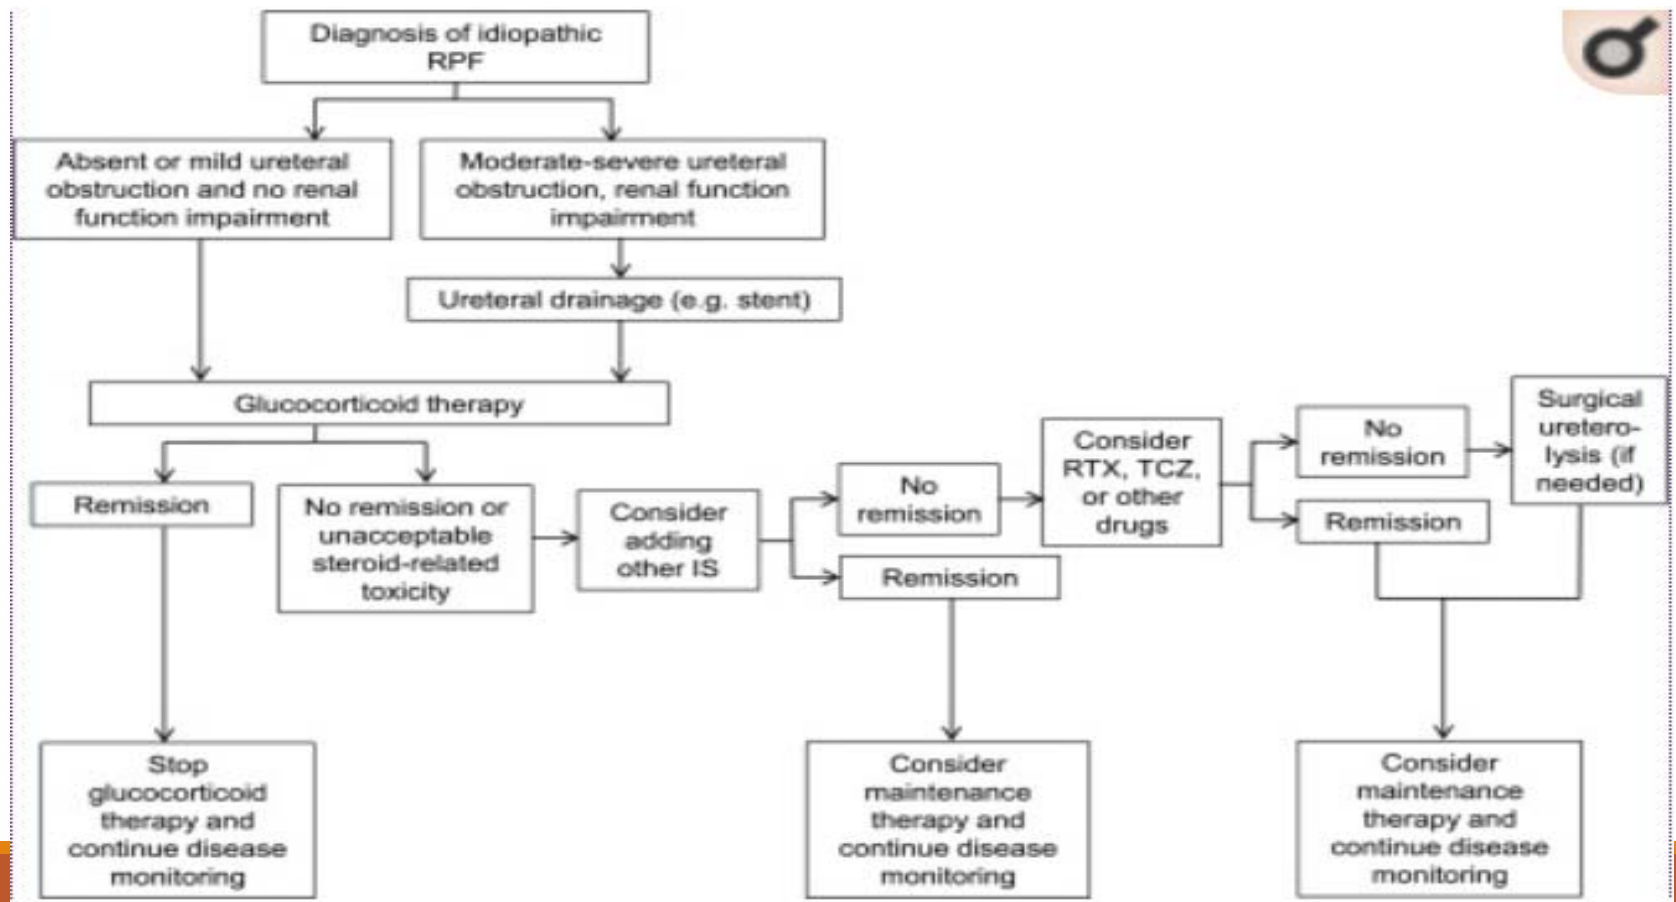 Diagnosis of idiopathic
RPF
Absent or mild ureteral
obstruction and no renal
function impairment
Moderate-severe ureteral
obstruction, renal function
impairment
Ureteral drainage (e.g. stent)
Glucocorticoid therapy
Remission
No remission or
unacceptable
steroid-related
toxicity
Consider
adding
other IS
No
remission
Remission
Consider
RTX, TCZ,
or other
drugs
No
remission
Remission
Surgical
uretero-
lysis (if
needed)
Stop
glucocorticoid
therapy and
continue disease
monitoring
Consider
maintenance
therapy and
continue disease
monitoring
Consider
maintenance
therapy and
continue disease
monitoring